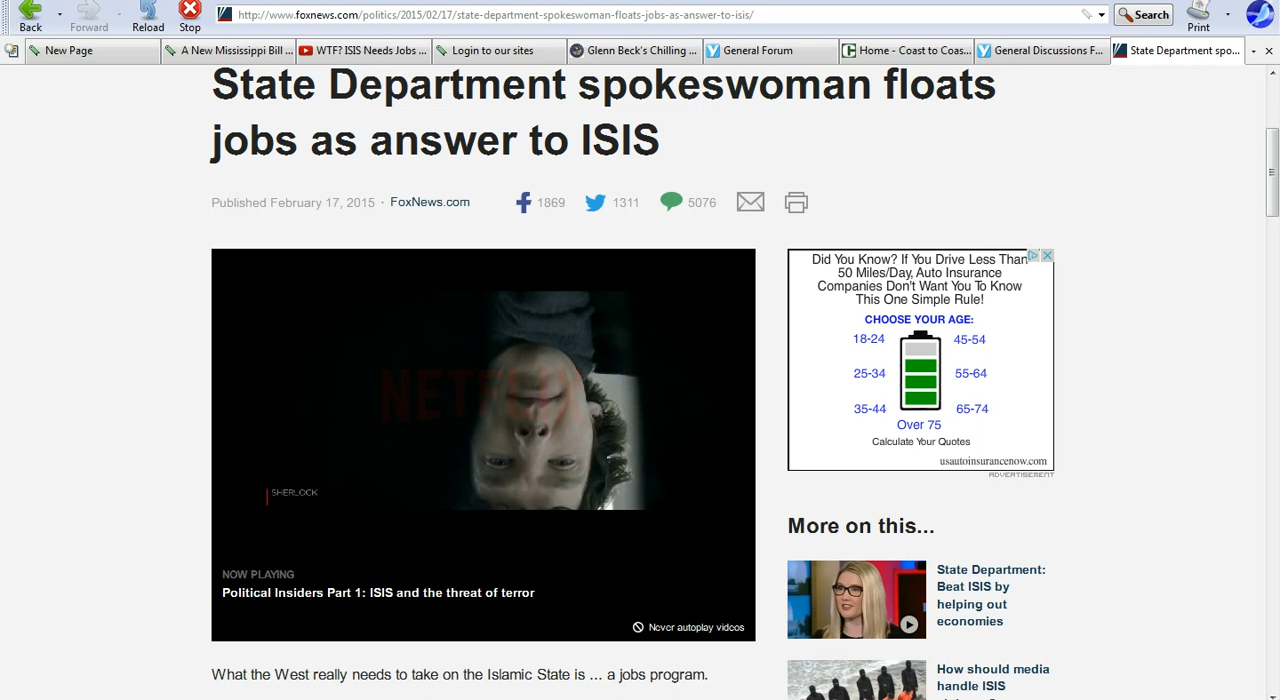 Back
Forward
Reload
Stop
http://www.foxnews.com/politics/2015/02/17/state-department-spokeswoman-floats-jobs-as-answer-to-isis/
Search
Print
New Page
A New Mississippi Bill ...
WTF? ISIS Needs Jobs ...
Login to our sites
Glenn Beck's Chilling ...
General Forum
Home - Coast to Coas...
General Discussions F...
State Department spo...
State Department spokeswoman floats
jobs as answer to ISIS
Published February 17, 2015 · FoxNews.com
1869
1311
5076
NETFLIX
SHERLOCK
NOW PLAYING
Political Insiders Part 1: ISIS and the threat of terror
Never autoplay videos
What the West really needs to take on the Islamic State is ... a jobs program.
Did You Know? If You Drive Less Than
50 Miles/Day, Auto Insurance
Companies Don't Want You To Know
This One Simple Rule!
CHOOSE YOUR AGE:
18-24
45-54
25-34
55-64
35-44
65-74
Over 75
Calculate Your Quotes
usautoinsurancenow.com
ADVERTISEMENT
More on this...
State Department:
Beat ISIS by
helping out
economies
How should media
handle ISIS